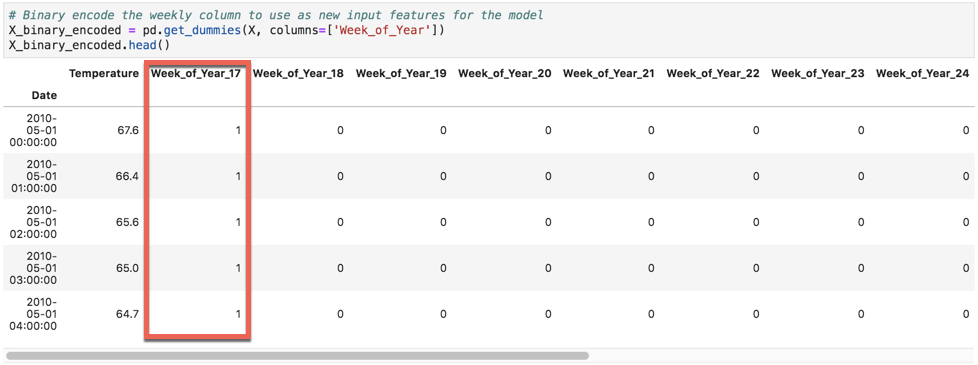 # Binary encode the weekly column to use as new input features for the model
X_binary_encoded = pd.get_dummies(X, columns=['Week_of_Year'])
X_binary_encoded.head()
Temperature Week_of_Year_17 Week_of_Year_18 Week_of_Year_19 Week_of_Year_20 Week_of_Year_21 Week_of_Year_22 Week_of_Year_23 Week_of_Year_24
Date
2010-
05-01
00:00:00 67.6 1 0 0 0 0 0 0 0
2010-
05-01
01:00:00 66.4 1 0 0 0 0 0 0 0
2010-
05-01
02:00:00 65.6 1 0 0 0 0 0 0 0
2010-
05-01
03:00:00 65.0 1 0 0 0 0 0 0 0
2010-
05-01
04:00:00 64.7 1 0 0 0 0 0 0 0